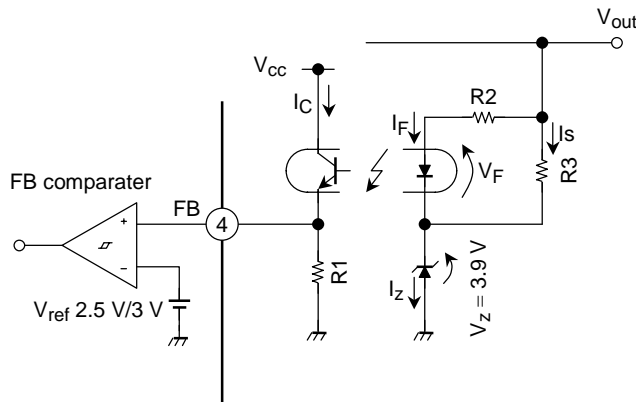 Vout
Vcc
IC
IF
R2
Is
FB comparater
VF
R3
FB
4
+
−
R1
Iz
Vz = 3.9 V
Vref 2.5 V/3 V